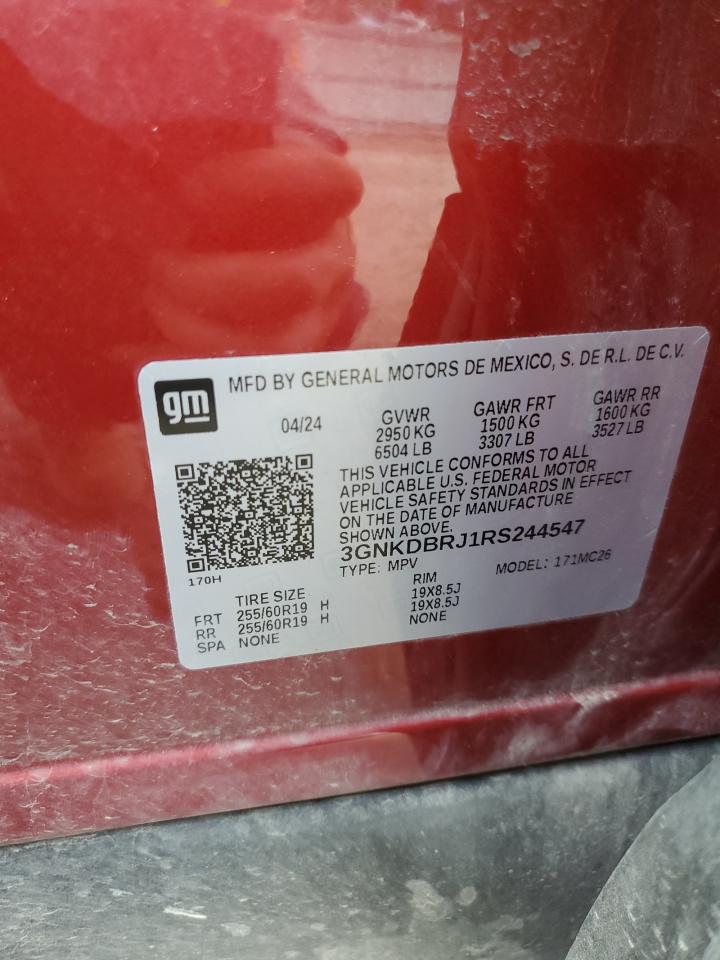 gm
MFD BY GENERAL MOTORS DE MEXICO, S. DE R.L. DE C.V.
04/24
GVWR
2950 KG
6504 LB
GAWR FRT
1500 KG
3307 LB
GAWR RR
1600 KG
3527 LB
THIS VEHICLE CONFORMS TO ALL
APPLICABLE U.S. FEDERAL MOTOR
VEHICLE SAFETY STANDARDS IN EFFECT
ON THE DATE OF MANUFACTURE
SHOWN ABOVE.
3GNKDBRJ1RS244547
TYPE: MPV MODEL: 171MC26
170H
TIRE SIZE RIM
FRT 255/60R19 H 19X8.5J
RR 255/60R19 H 19X8.5J
SPA NONE NONE